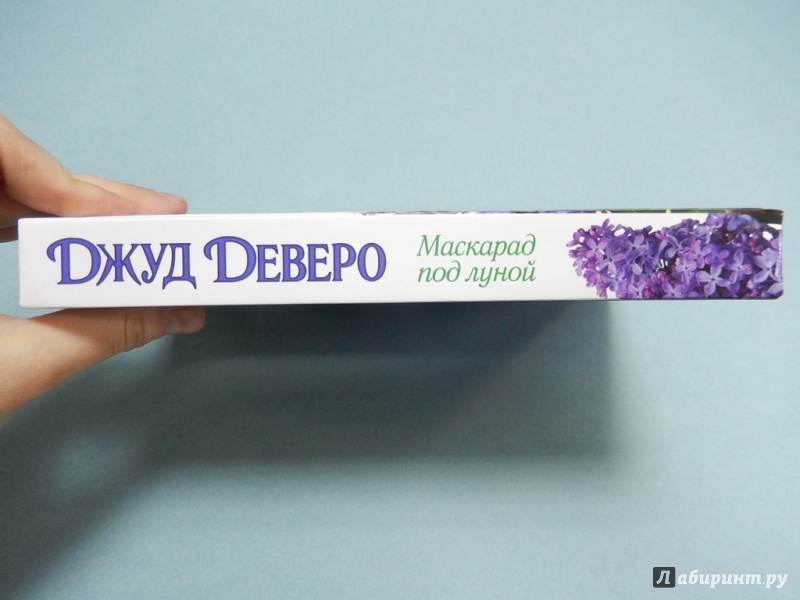 Джуд Деверо
Маскарад
под луной
Лабиринт.ру